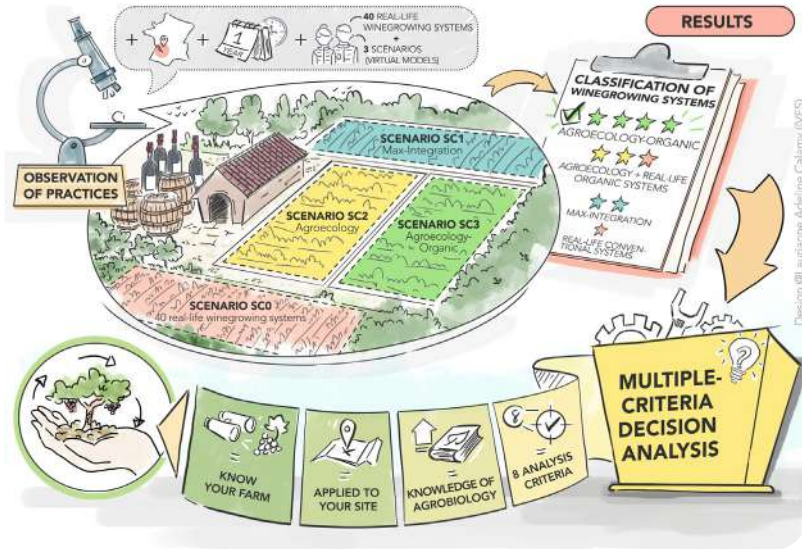 40 REAL-LIFE
WINEGROWING SYSTEMS
+
3 SCENARIOS
(VIRTUAL MODELS)
+
+
1
YEAR
+
RESULTS
OBSERVATION
OF PRACTICES
SCENARIO SC1
Max-Integration
SCENARIO SC2
Agroecology
SCENARIO SC3
Agroecology-
Organic
SCENARIO SC0
40 real-life winegrowing systems
CLASSIFICATION OF
WINEGROWING SYSTEMS
AGROECOLOGY-ORGANIC
AGROECOLOGY + REAL-LIFE
ORGANIC SYSTEMS
MAX-INTEGRATION
REAL-LIFE CONVEN-
TIONAL SYSTEMS
MULTIPLE-
CRITERIA
DECISION
ANALYSIS
KNOW
YOUR FARM
APPLIED TO
YOUR SITE
KNOWLEDGE OF
AGROBIOLOGY
8 ANALYSIS
CRITERIA